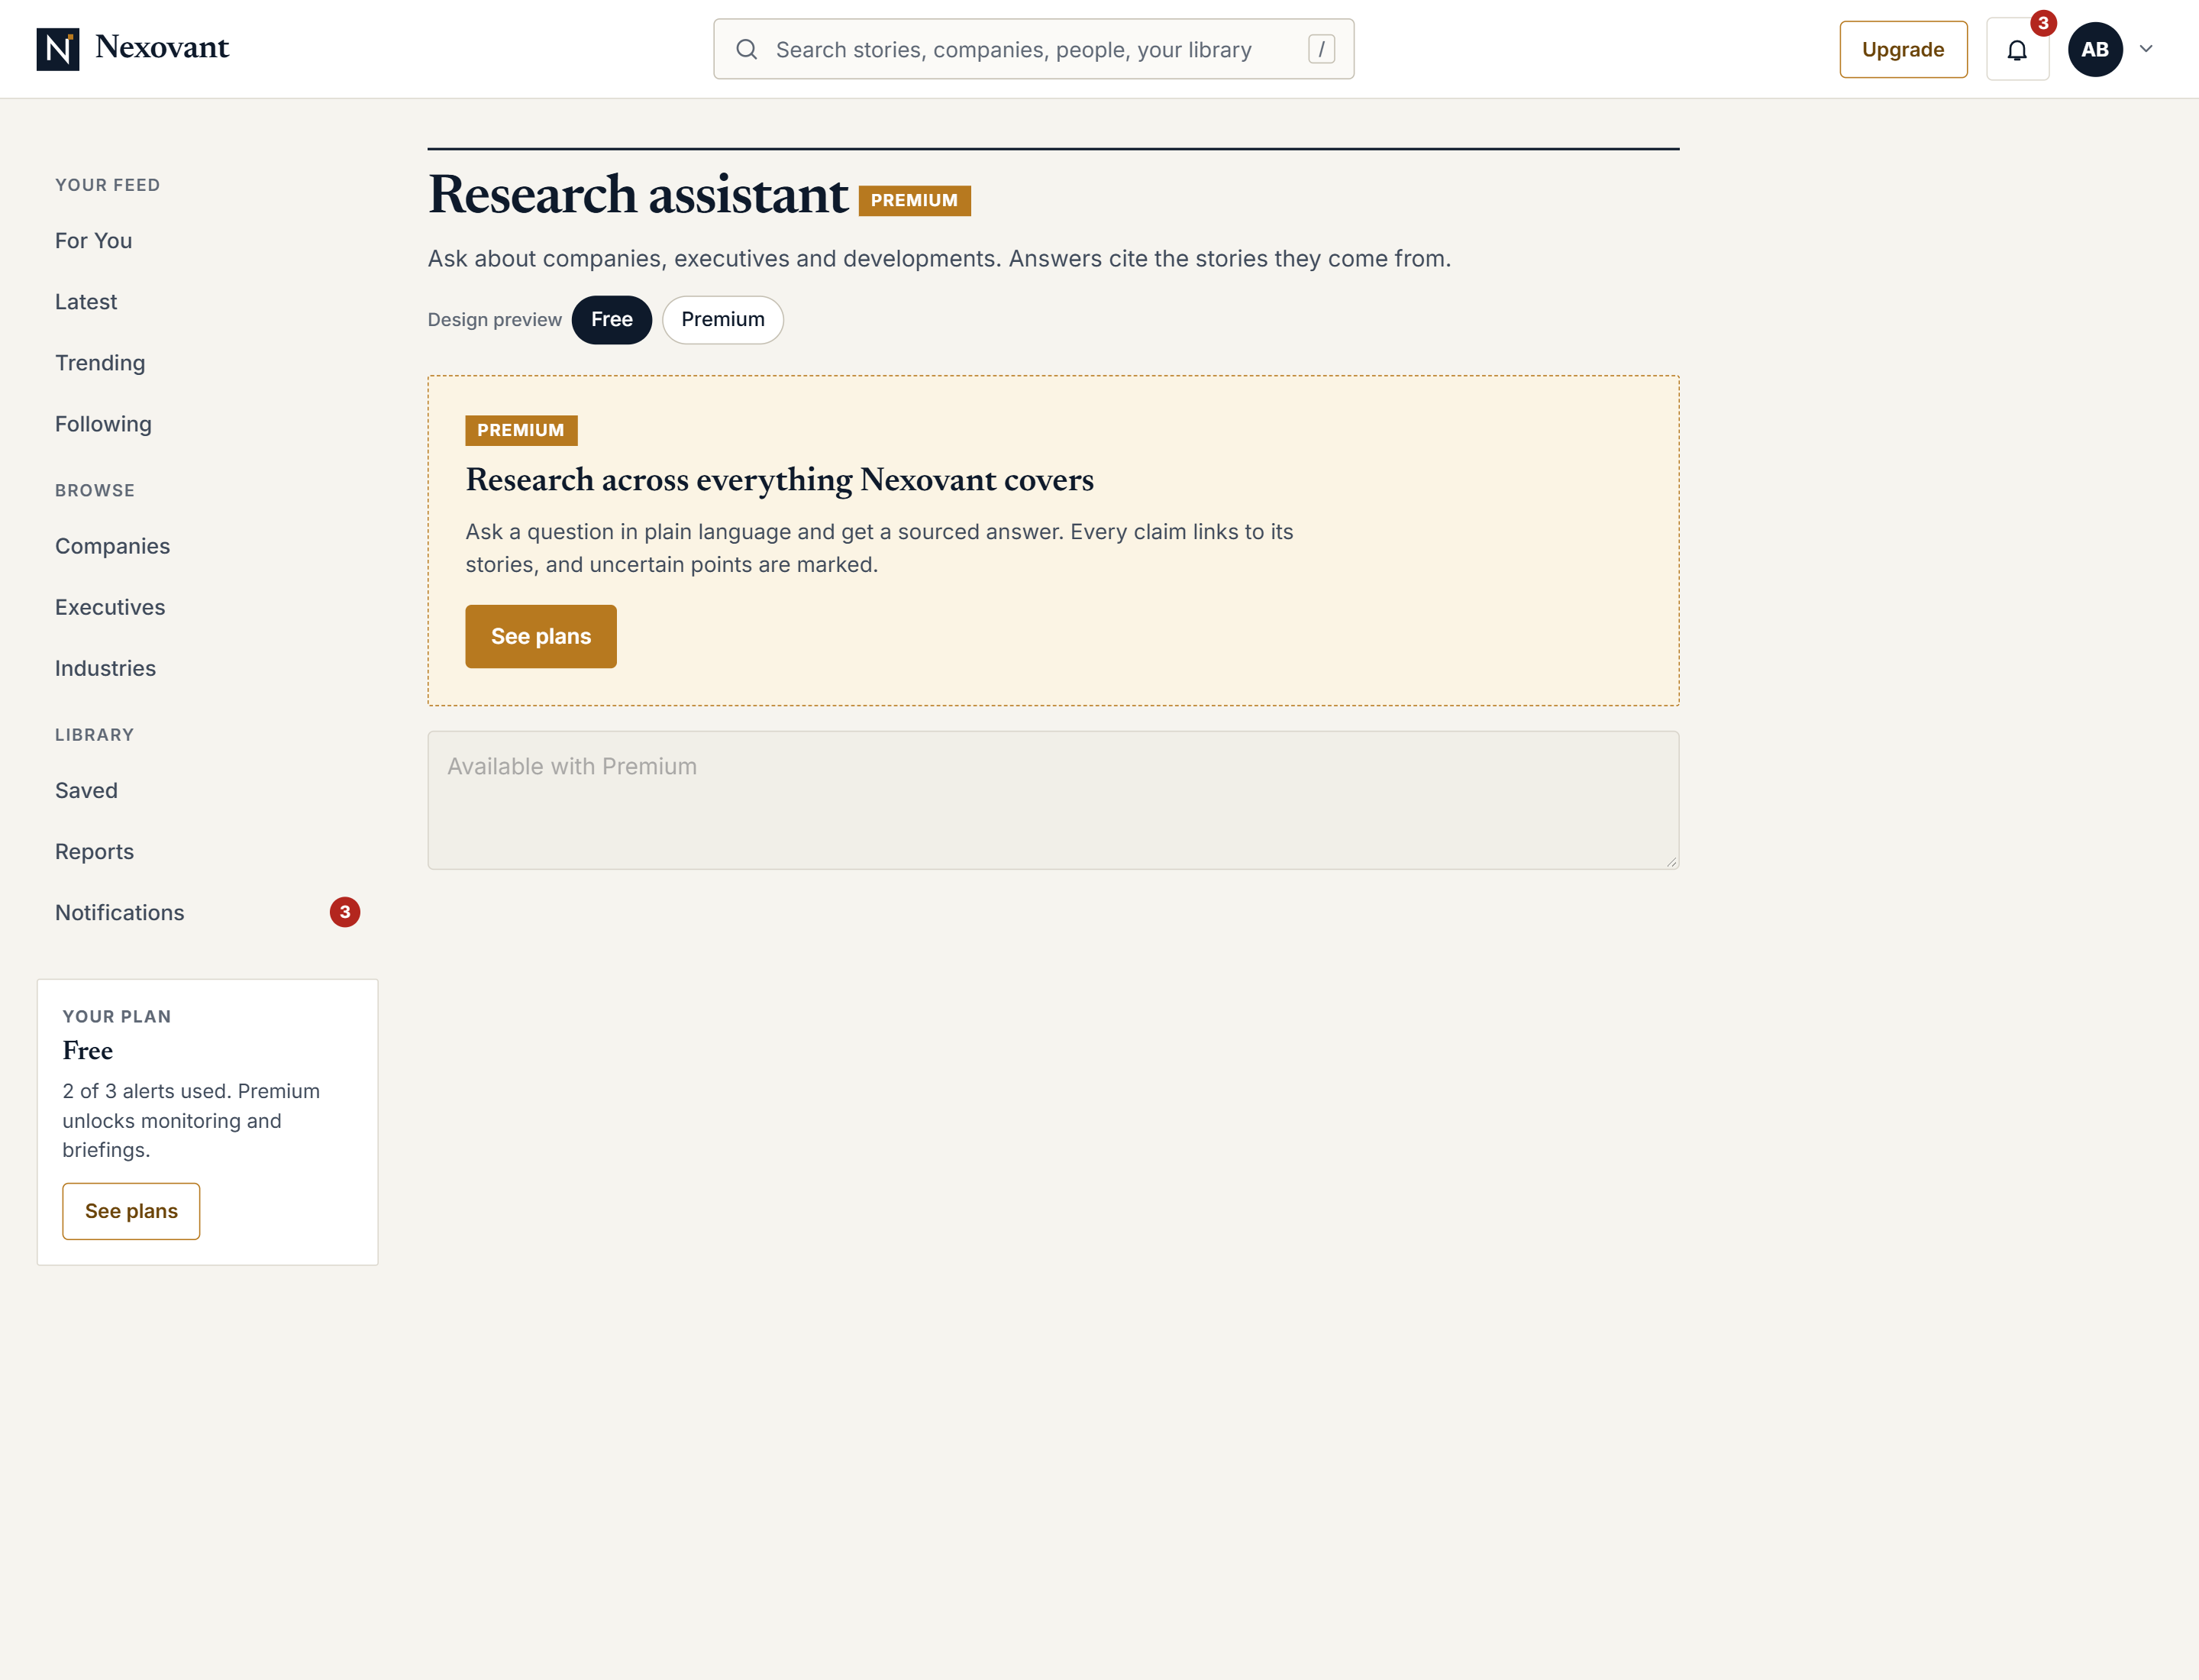 Nexovant
Search stories, companies, people, your library
/
Upgrade
3
AB
YOUR FEED
For You
Latest
Trending
Following
BROWSE
Companies
Executives
Industries
LIBRARY
Saved
Reports
Notifications
3
YOUR PLAN
Free
2 of 3 alerts used. Premium
unlocks monitoring and
briefings.
See plans
Research assistant PREMIUM
Ask about companies, executives and developments. Answers cite the stories they come from.
Design preview Free Premium
PREMIUM
Research across everything Nexovant covers
Ask a question in plain language and get a sourced answer. Every claim links to its
stories, and uncertain points are marked.
See plans
Available with Premium